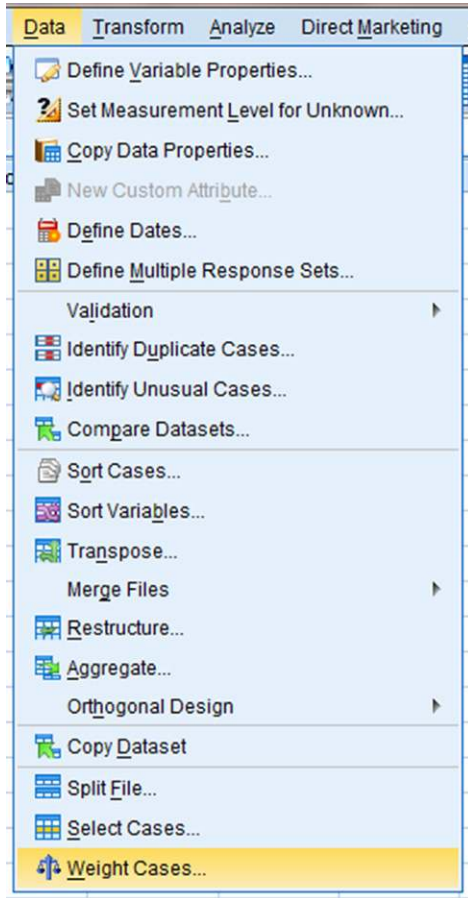 Data Transform Analyze Direct Marketing
Define Variable Properties...
Set Measurement Level for Unknown...
Copy Data Properties...
New Custom Attribute...
Define Dates...
Define Multiple Response Sets...
Validation
Identify Duplicate Cases...
Identify Unusual Cases...
Compare Datasets...
Sort Cases...
Sort Variables...
Transpose...
Merge Files
Restructure...
Aggregate...
Orthogonal Design
Copy Dataset
Split File...
Select Cases...
Weight Cases...